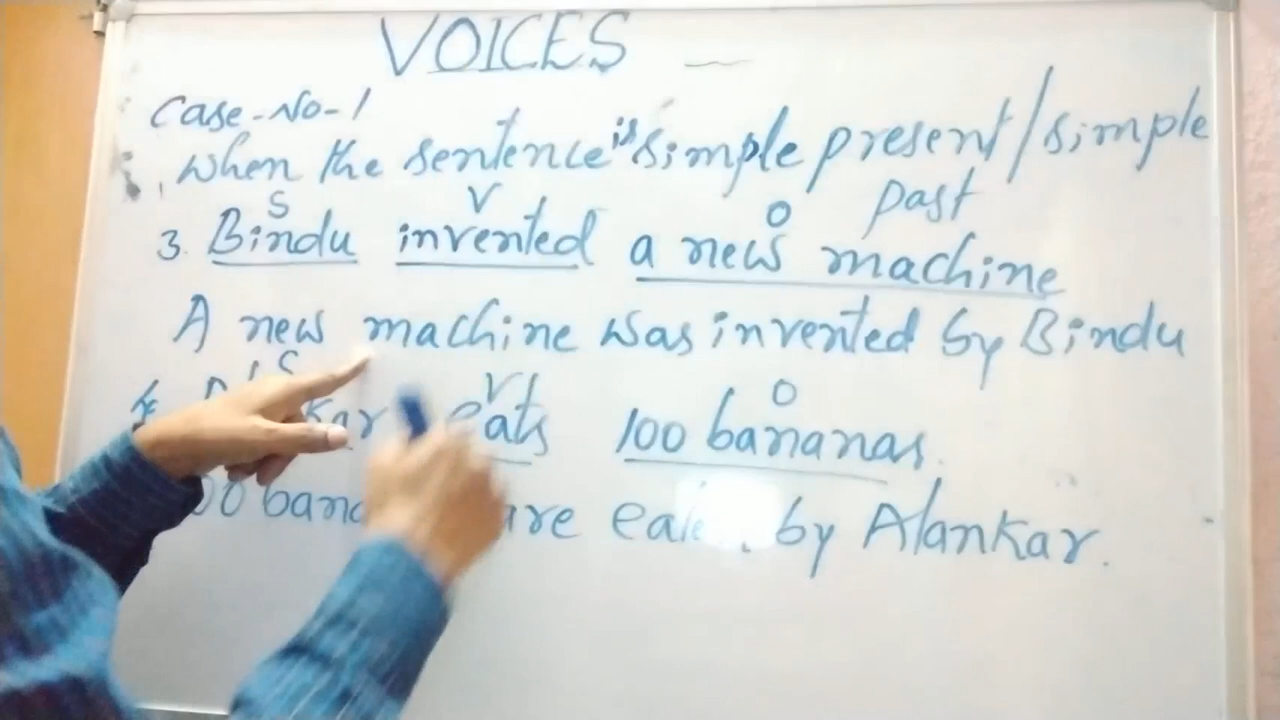 VOICES
Case-No-1
When the sentence is simple present/simple
past
S V O
3. Bindu invented a new machine
A new machine was invented by Bindu
S V O
eats 100 bananas.
are by Alankar.